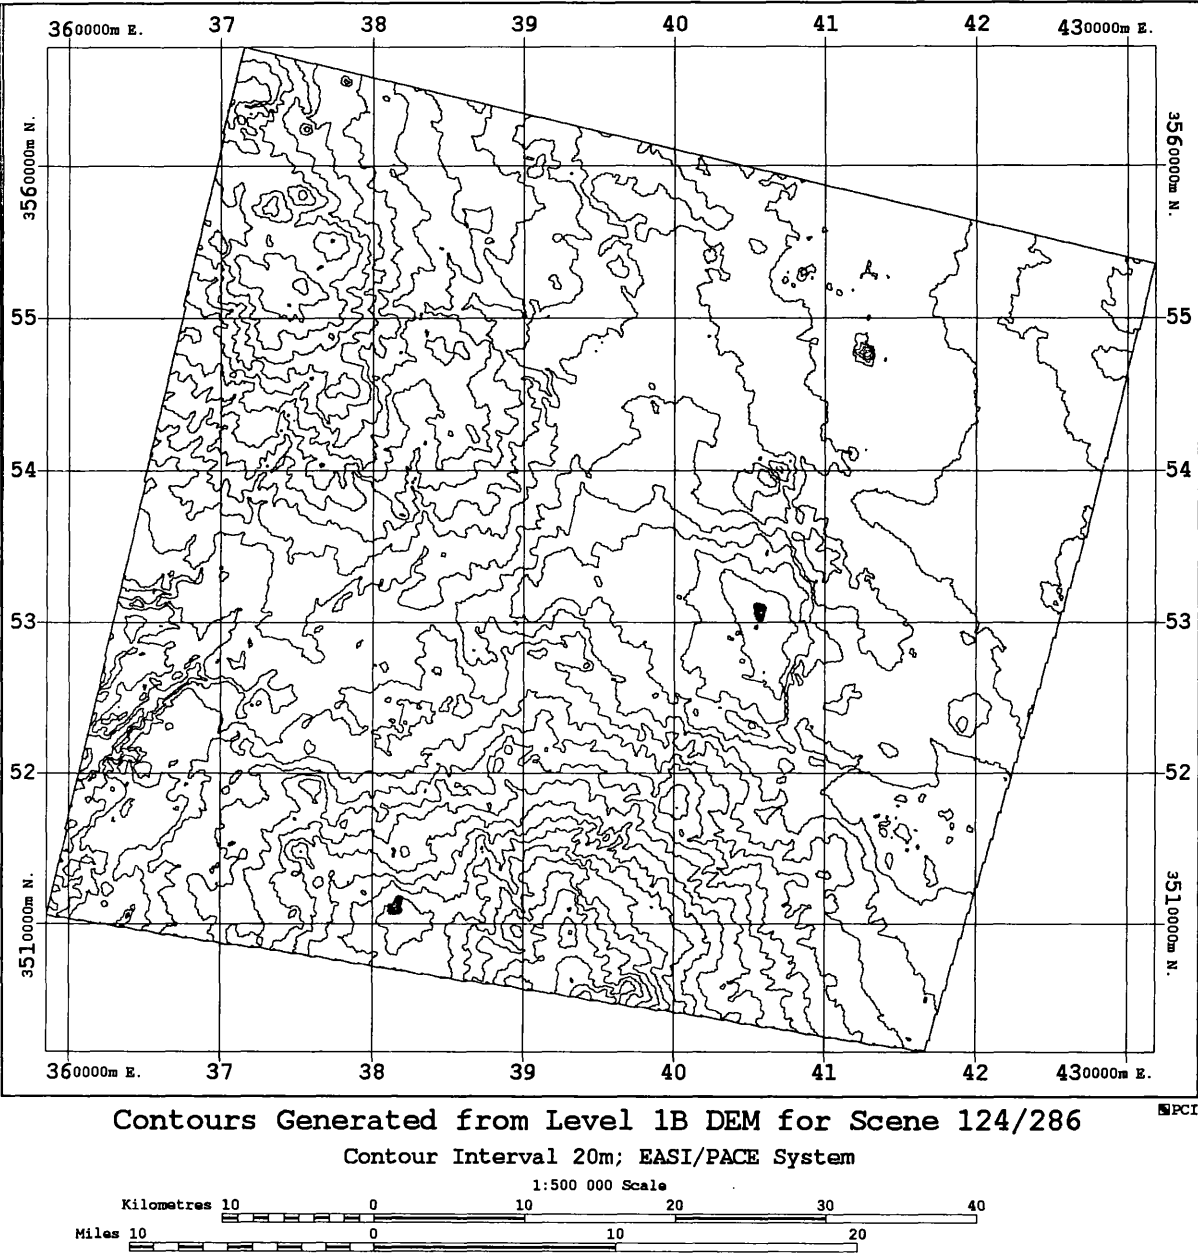 360000m E. 37 38 39 40 41 42 430000m E.
3560000m N. 3560000m N.
55 55
54 54
53 53
52 52
3510000m N. 3510000m N.
360000m E. 37 38 39 40 41 42 430000m E.
PCI
Contours Generated from Level 1B DEM for Scene 124/286
Contour Interval 20m; EASI/PACE System
1:500 000 Scale
Kilometres 10 0 10 20 30 40
Miles 10 0 10 20